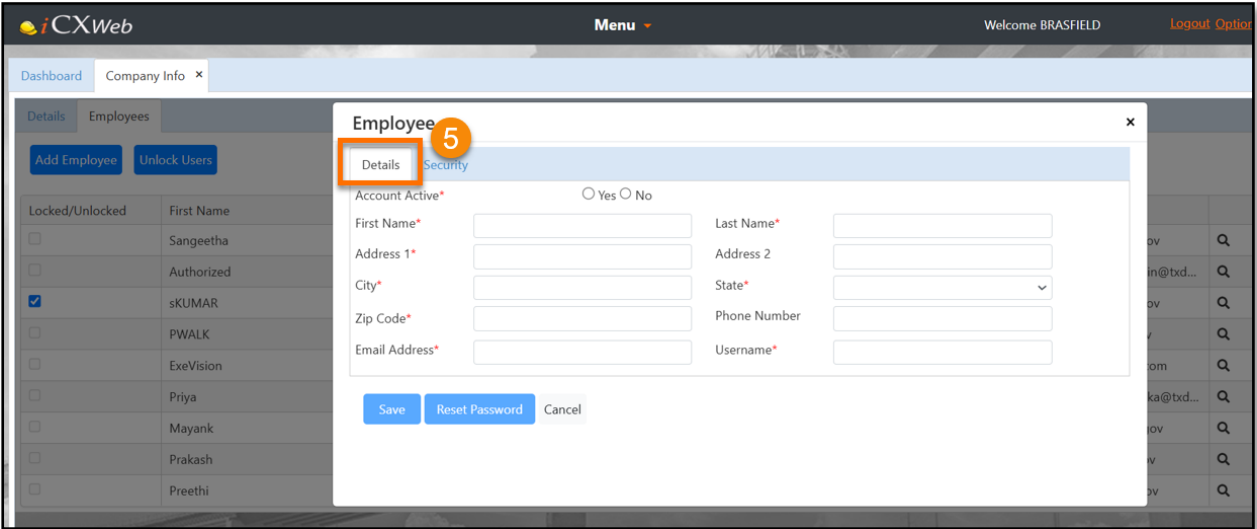 iCXWeb Menu Welcome BRASFIELD Logout Option
Dashboard Company Info ×
Details Employees
Add Employee Unlock Users
Locked/Unlocked First Name
Sangeetha ov
Authorized in@txd...
sKUMAR ov
PWALK v
ExeVision com
Priya ka@txd...
Mayank gov
Prakash v
Preethi ov
Employee ×
5
Details Security
Account Active* Yes No
First Name* Last Name*
Address 1* Address 2
City* State*
Zip Code* Phone Number
Email Address* Username*
Save Reset Password Cancel